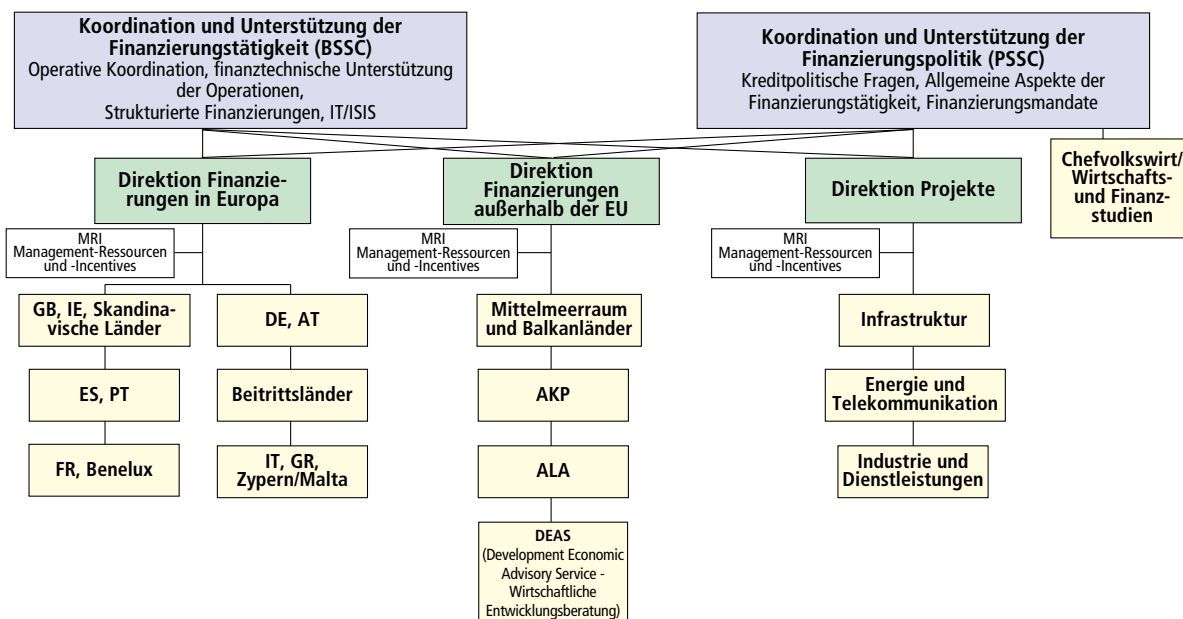 Koordination und Unterstützung der
Finanzierungstätigkeit (BSSC)
Operative Koordination, finanztechnische Unterstützung
der Operationen,
Strukturierte Finanzierungen, IT/ISIS
Koordination und Unterstützung der
Finanzierungspolitik (PSSC)
Kreditpolitische Fragen, Allgemeine Aspekte der
Finanzierungstätigkeit, Finanzierungsmandate
Direktion Finanzie-
rungen in Europa
Direktion
Finanzierungen
außerhalb der EU
Direktion Projekte
Chefvolkswirt/
Wirtschafts-
und Finanz-
studien
MRI
Management-Ressourcen
und -Incentives
MRI
Management-Ressourcen
und -Incentives
MRI
Management-Ressourcen
und -Incentives
GB, IE, Skandina-
vische Länder
DE, AT
Mittelmeerraum
und Balkanländer
Infrastruktur
ES, PT
Beitrittsländer
AKP
Energie und
Telekommunikation
FR, Benelux
IT, GR,
Zypern/Malta
ALA
Industrie und
Dienstleistungen
DEAS
(Development Economic
Advisory Service -
Wirtschaftliche
Entwicklungsberatung)